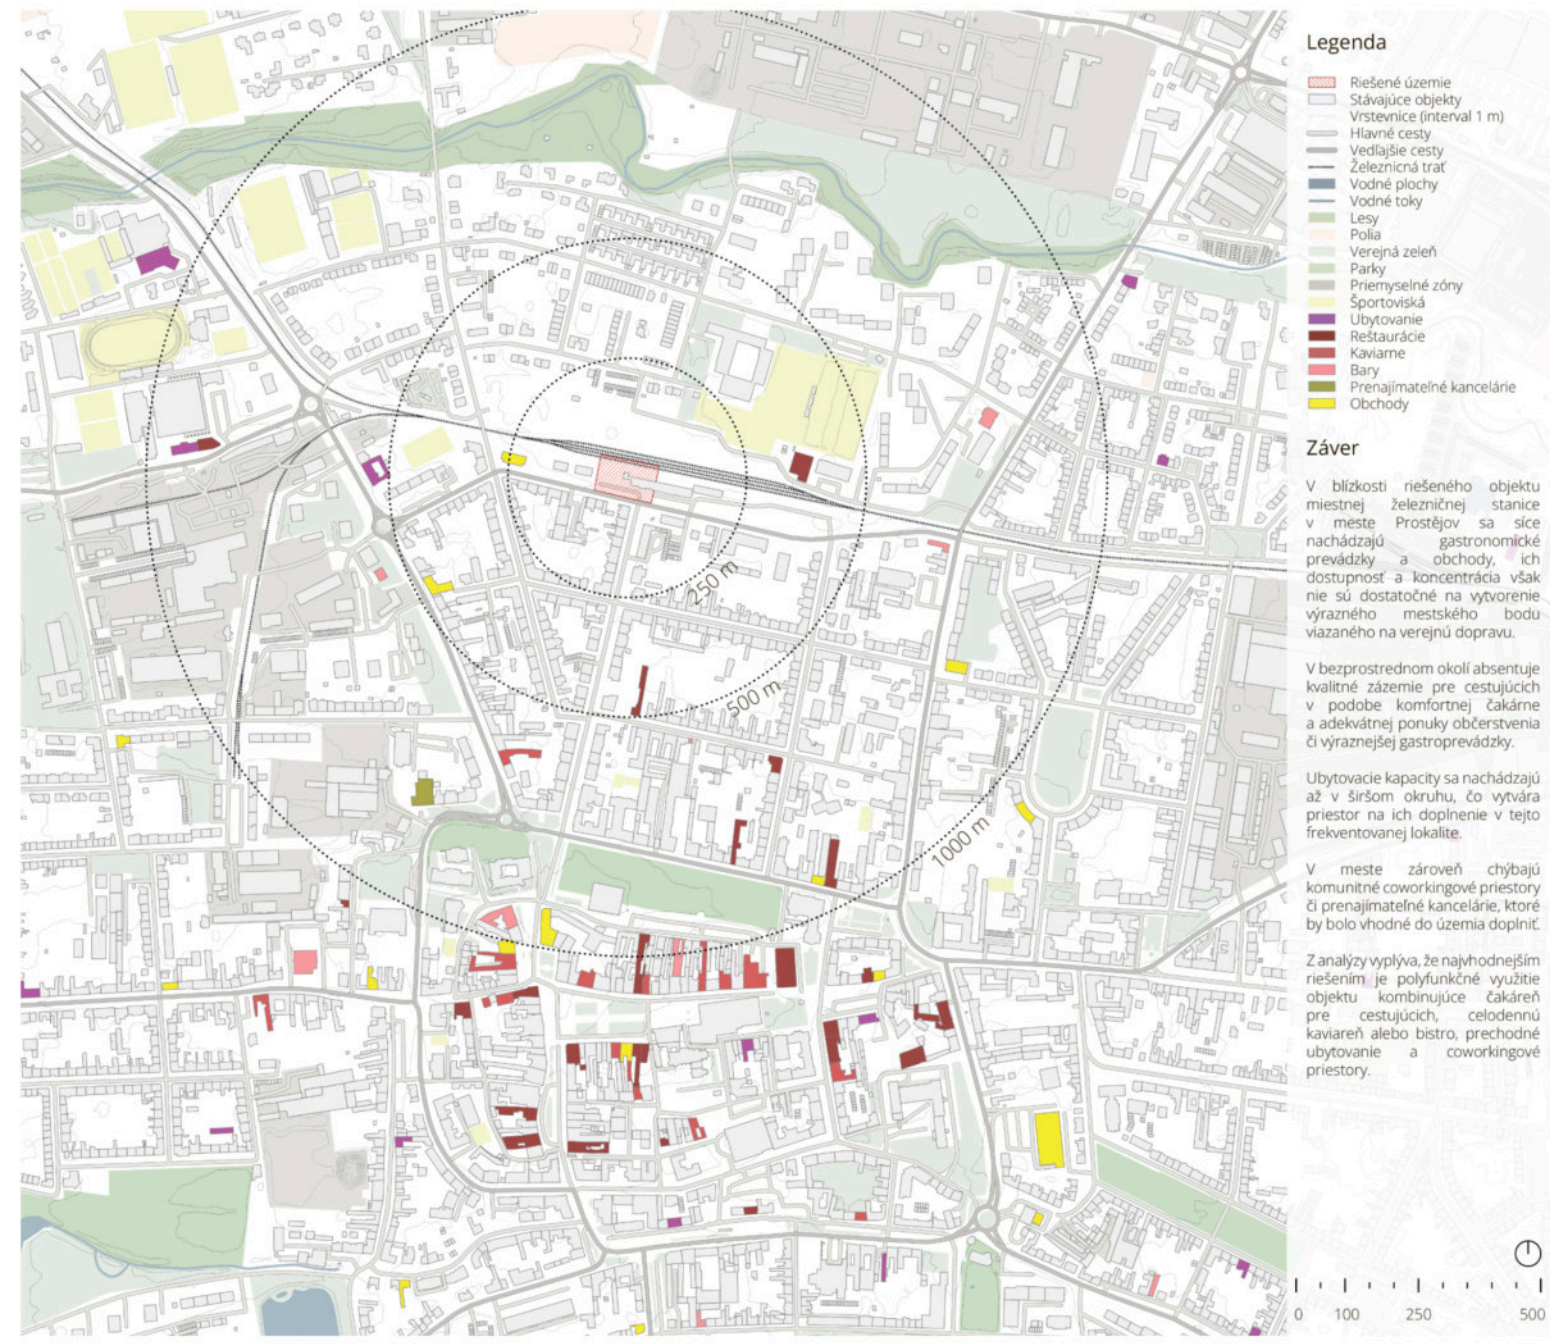 Legenda
Riešené územie
Stávajúce objekty
Vrstevnice (interval 1 m)
Hlavné cesty
Vedľajšie cesty
Železnicná trať
Vodné plochy
Vodné toky
Lesy
Polia
Verejná zeleň
Parky
Priemyselné zóny
Športoviská
Ubytovanie
Reštaurácie
Kaviarne
Bary
Prenajímateľné kancelárie
Obchody
Záver
V blízkosti riešeného objektu
miestnej železničnej stanice
v meste Prostějov sa síce
nachádzajú gastronomické
prevádzky a obchody, ich
dostupnosť a koncentrácia však
nie sú dostatočné na vytvorenie
výrazného mestského bodu
viazaného na verejnú dopravu.
V bezprostrednom okolí absentuje
kvalitné zázemie pre cestujúcich
v podobe komfortnej čakárne
a adekvátnej ponuky občerstvenia
či výraznejšej gastroprevádzky.
Ubytovacie kapacity sa nachádzajú
až v širšom okruhu, čo vytvára
priestor na ich doplnenie v tejto
frekventovanej lokalite.
V meste zároveň chýbajú
komunitné coworkingové priestory
či prenajímateľné kancelárie, ktoré
by bolo vhodné do územia doplniť.
Z analýzy vyplýva, že najvhodnejším
riešením je polyfunkčné využitie
objektu kombinujúce čakáreň
pre cestujúcich, celodennú
kaviareň alebo bistro, prechodné
ubytovanie a coworkingové
priestory.
250 m
500 m
1000 m
0 100 250 500